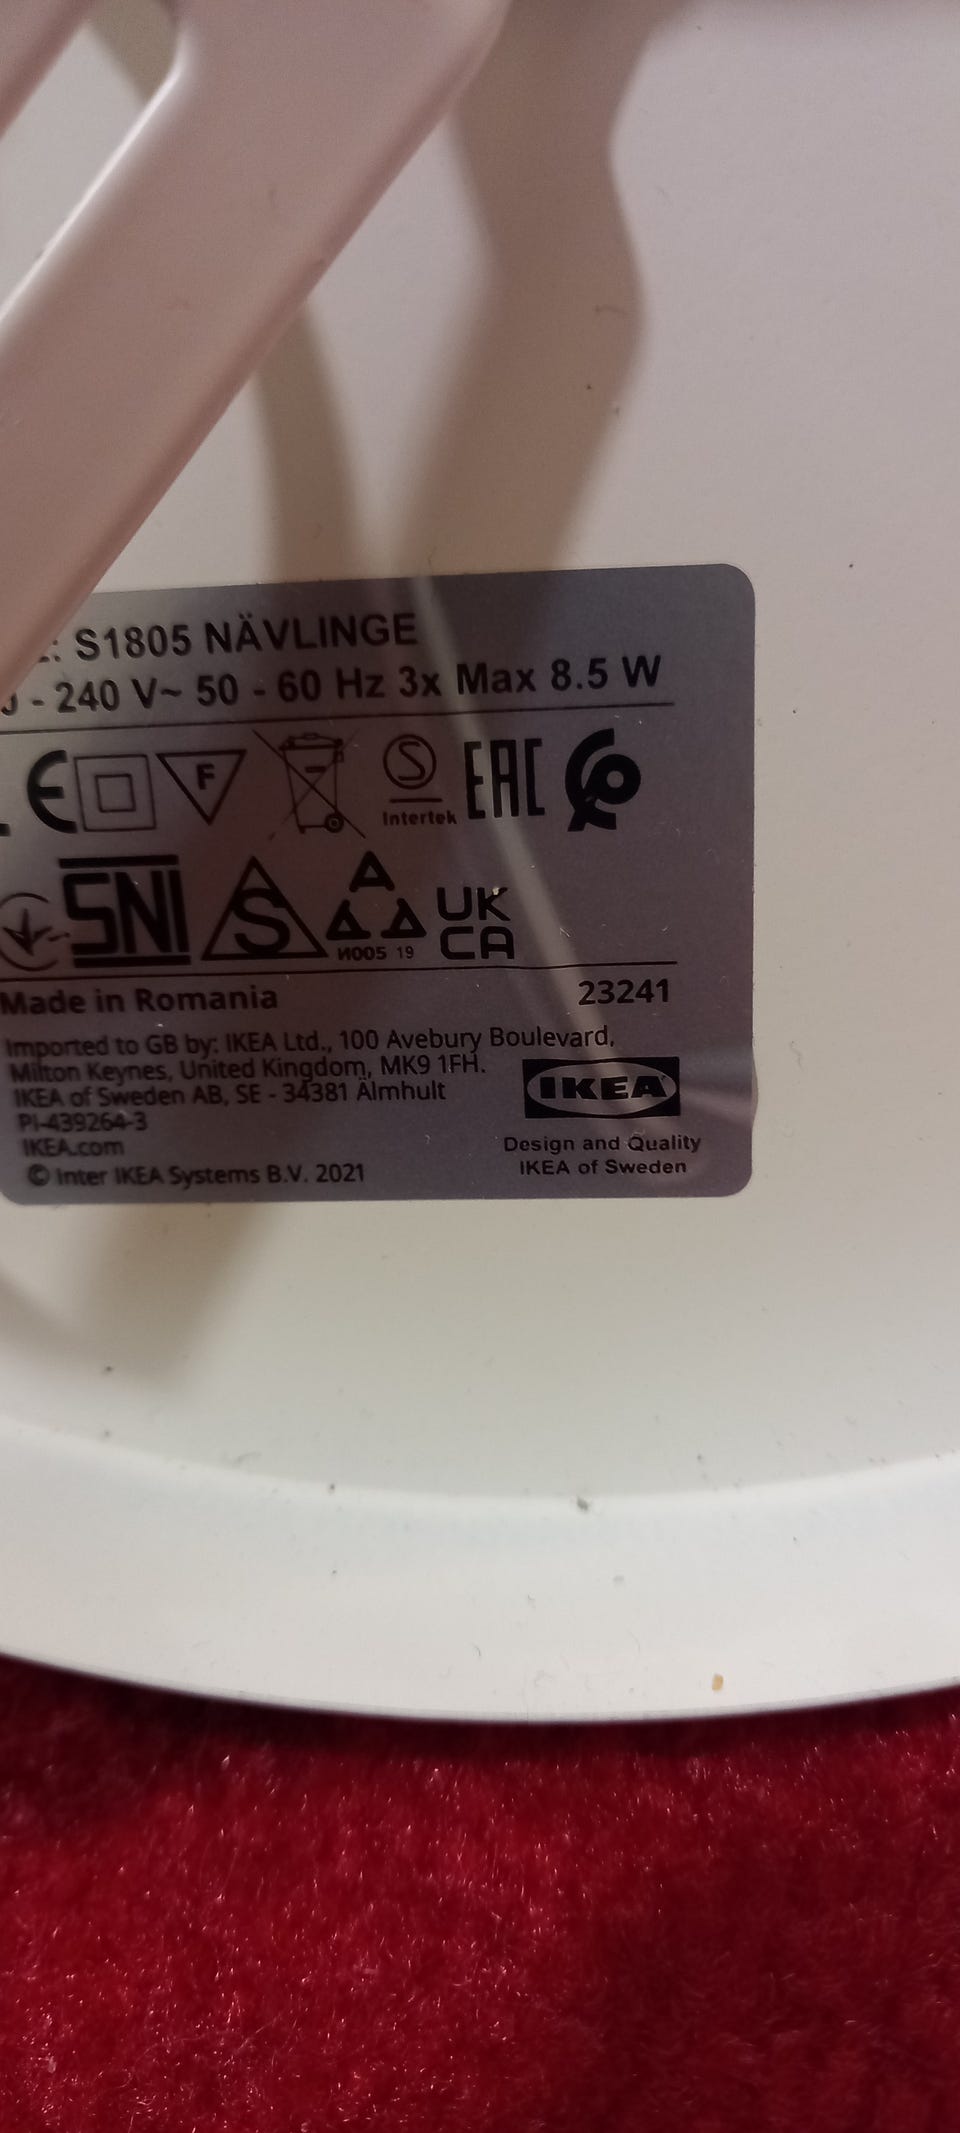 : S1805 NÄVLINGE
- 240 V~ 50 - 60 Hz 3x Max 8.5 W
CE F S Intertek EAC
SNI S A И005 19 UK CA
Made in Romania 23241
Imported to GB by: IKEA Ltd., 100 Avebury Boulevard,
Milton Keynes, United Kingdom, MK9 1FH.
IKEA of Sweden AB, SE - 34381 Älmhult
PI-439264-3
IKEA.com
© Inter IKEA Systems B.V. 2021
IKEA
Design and Quality
IKEA of Sweden